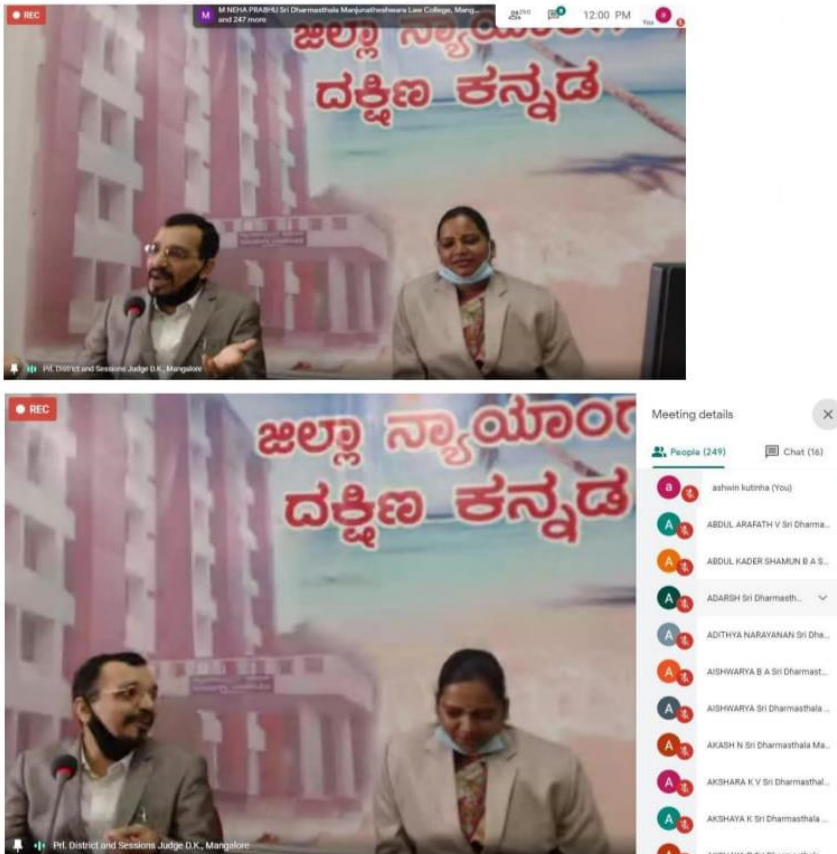 REC
M
M NEHA PRABHU Sri Dharmasthala Manjunatheshwara Law College, Mang...
and 247 more
12:00 PM
You
a
ಜಿಲ್ಲಾ ನ್ಯಾಯಾಂಗ
ದಕ್ಷಿಣ ಕನ್ನಡ
Prl. District and Sessions Judge D.K., Mangalore
REC
ಜಿಲ್ಲಾ ನ್ಯಾಯಾಂಗ
ದಕ್ಷಿಣ ಕನ್ನಡ
Prl. District and Sessions Judge D.K., Mangalore
Meeting details
People (249) Chat (16)
a ashwin kutinha (You)
A ABDUL ARAFATH V Sri Dharma...
A ABDUL KADER SHAMUN B A S...
A ADARSH Sri Dharmasth...
A ADITHYA NARAYANAN Sri Dha...
A AISHWARYA B A Sri Dharmast...
A AISHWARYA Sri Dharmasthala ...
A AKASH N Sri Dharmasthala Ma...
A AKSHARA K V Sri Dharmasthal...
A AKSHAYA K Sri Dharmasthala ...